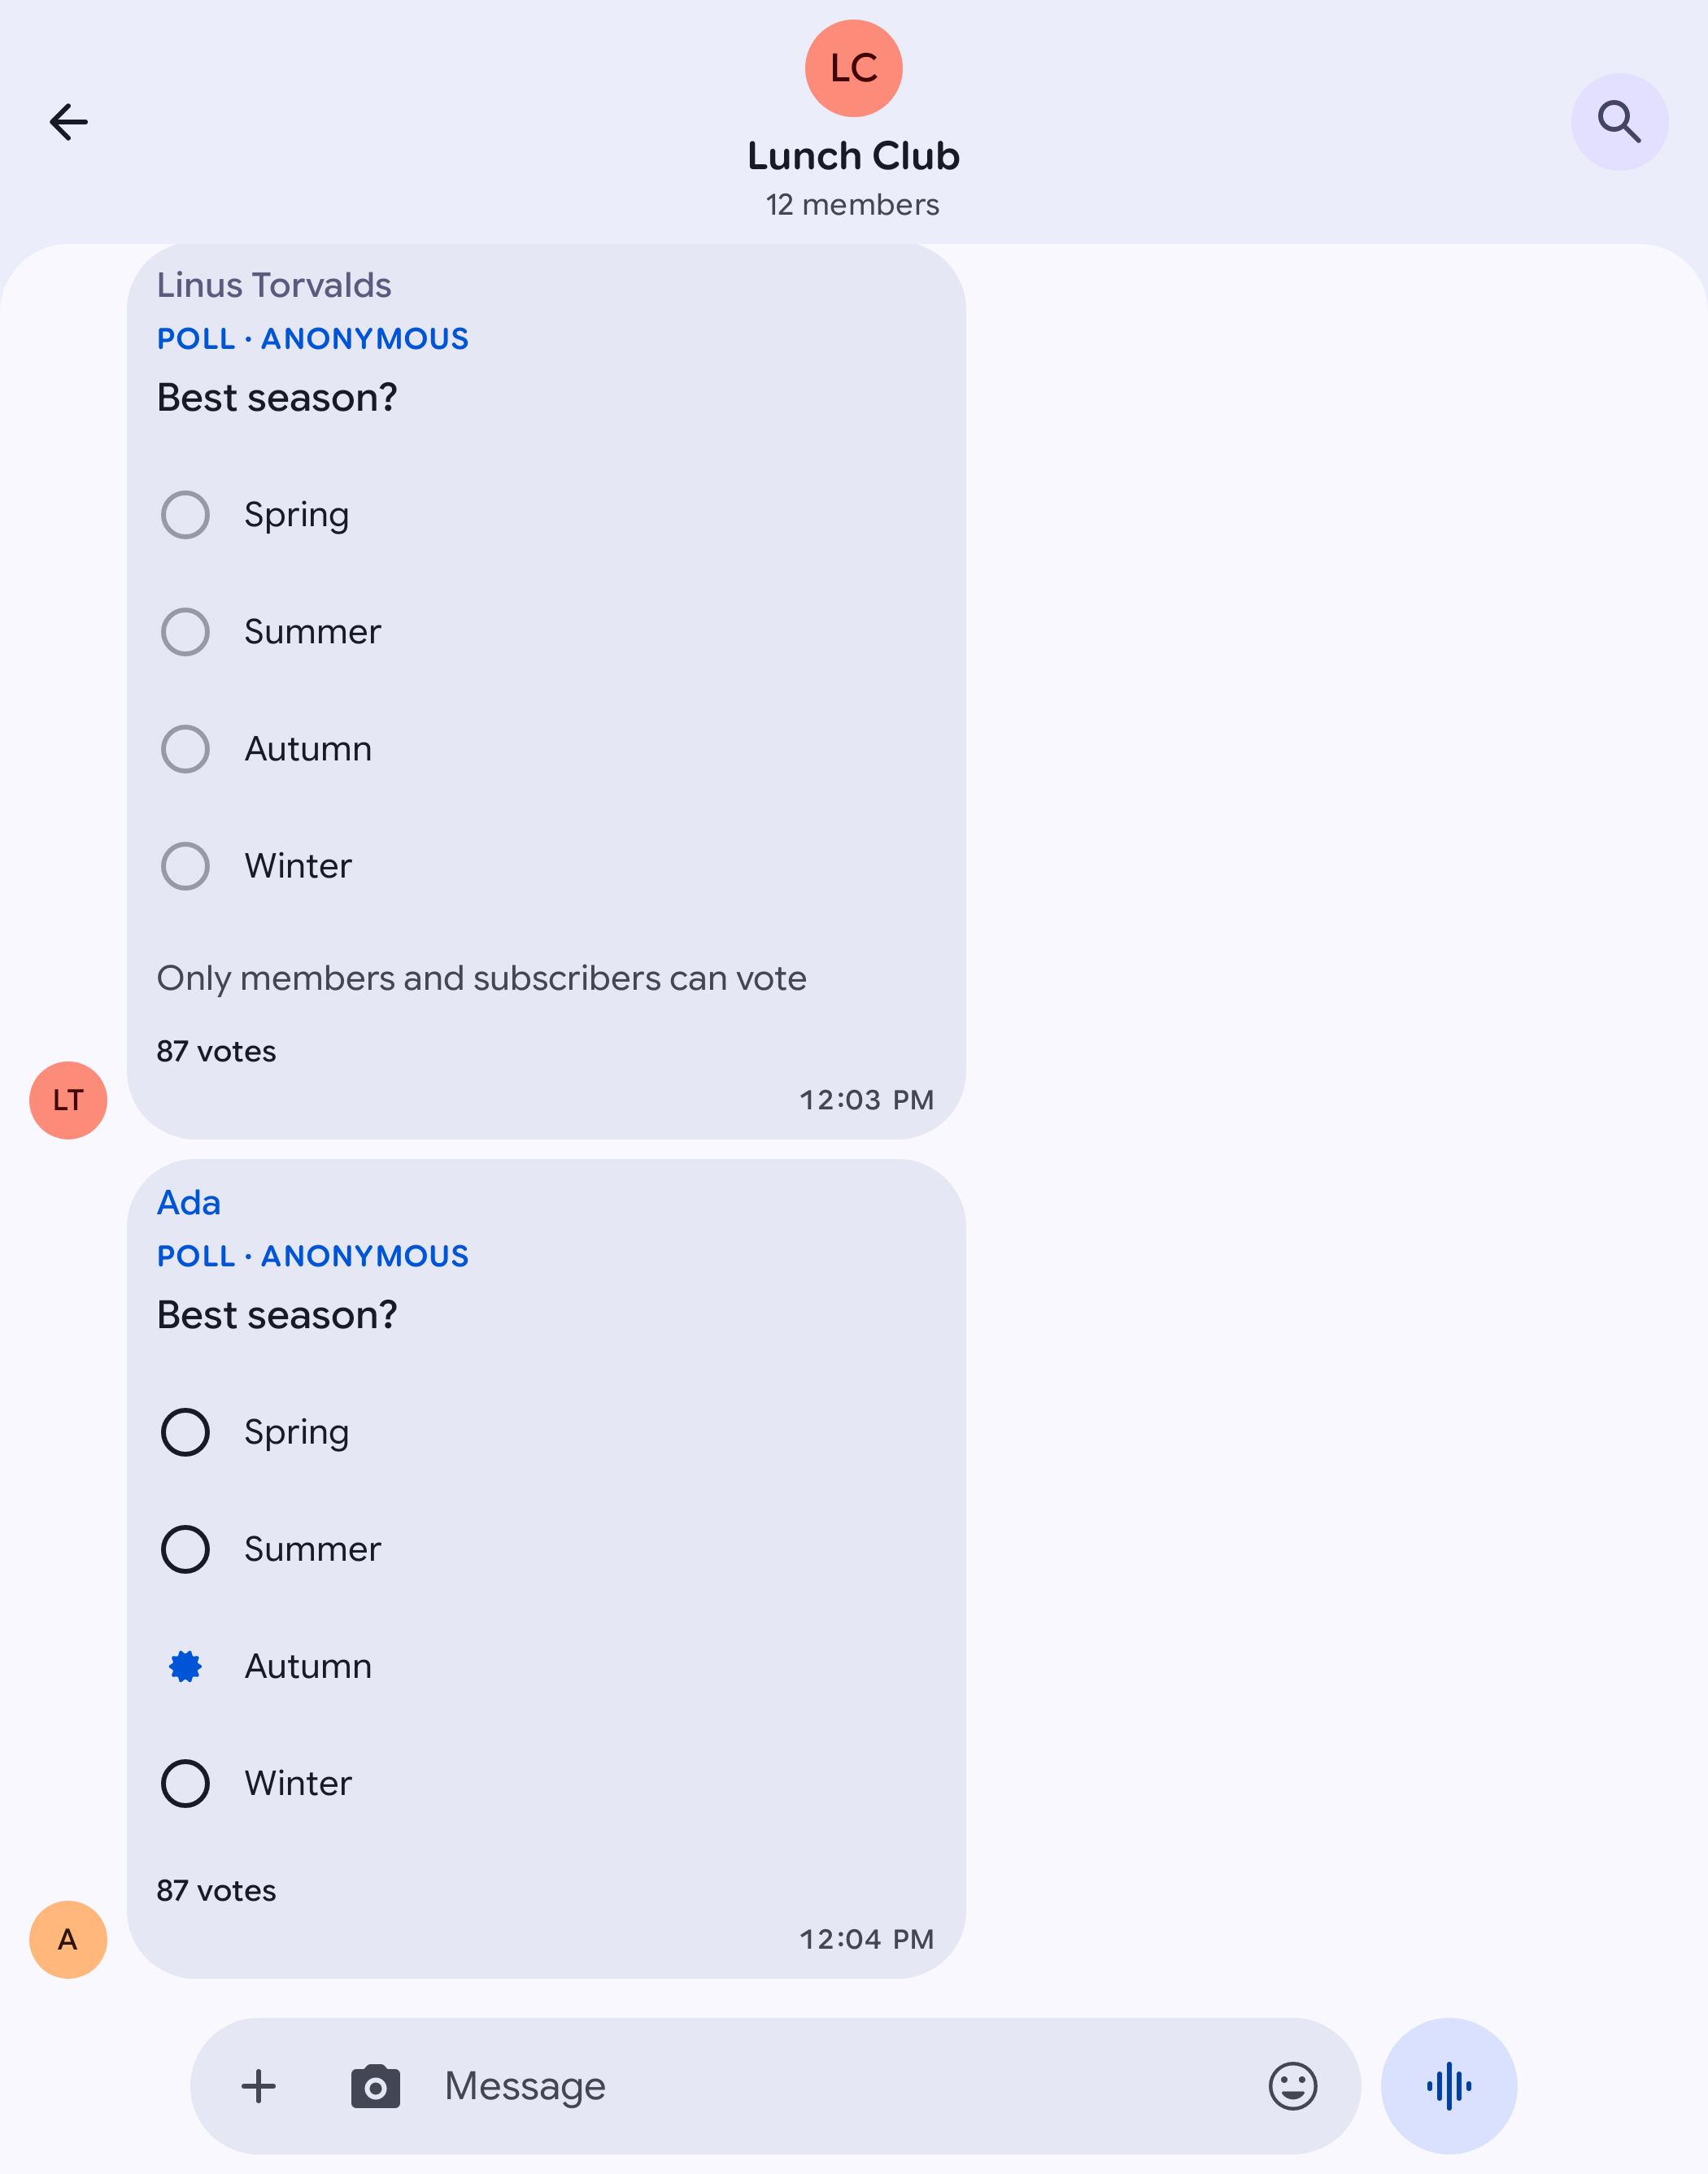 LC
Lunch Club
12 members
Linus Torvalds
POLL · ANONYMOUS
Best season?
Spring
Summer
Autumn
Winter
Only members and subscribers can vote
87 votes
LT
12:03 PM
Ada
POLL · ANONYMOUS
Best season?
Spring
Summer
Autumn
Winter
87 votes
A
12:04 PM
Message